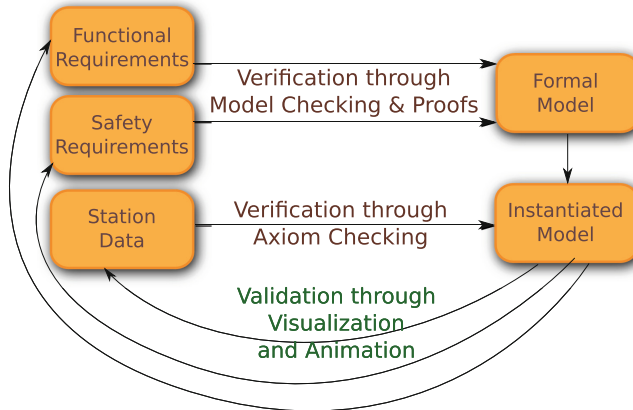 Functional
Requirements
Verification through
Model Checking & Proofs
Formal
Model
Safety
Requirements
Station
Data
Verification through
Axiom Checking
Instantiated
Model
Validation through
Visualization
and Animation